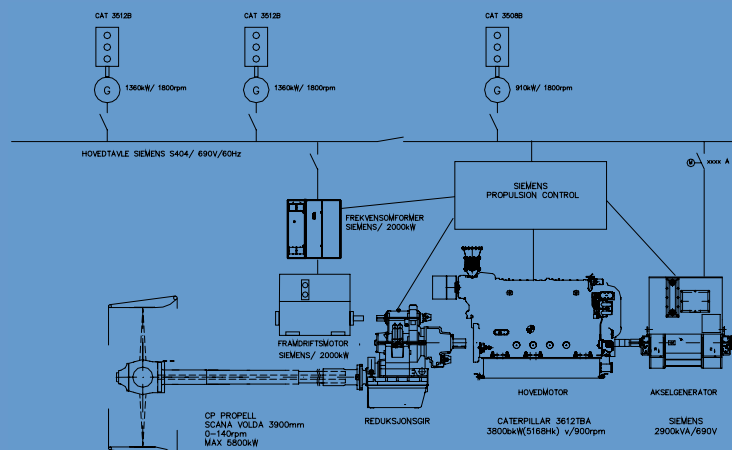 CAT 3512B
CAT 3512B
CAT 3508B
G
1360kW/ 1800rpm
G
1360kW/ 1800rpm
G
910kW/ 1800rpm
HOVEDTAVLE SIEMENS S404/ 690V/60Hz
M
xxxx A
SIEMENS
PROPULSION CONTROL
FREKVENSOMFORMER
SIEMENS/ 2000kW
FRAMDRIFTSMOTOR
SIEMENS/ 2000kW
HOVEDMOTOR
AKSELGENERATOR
CP PROPELL
SCANA VOLDA 3900mm
0-140rpm
MAX 5800kW
REDUKSJONSGIR
CATERPILLAR 3612TBA
3800bkW(5168Hk) v/900rpm
SIEMENS
2900kVA/690V